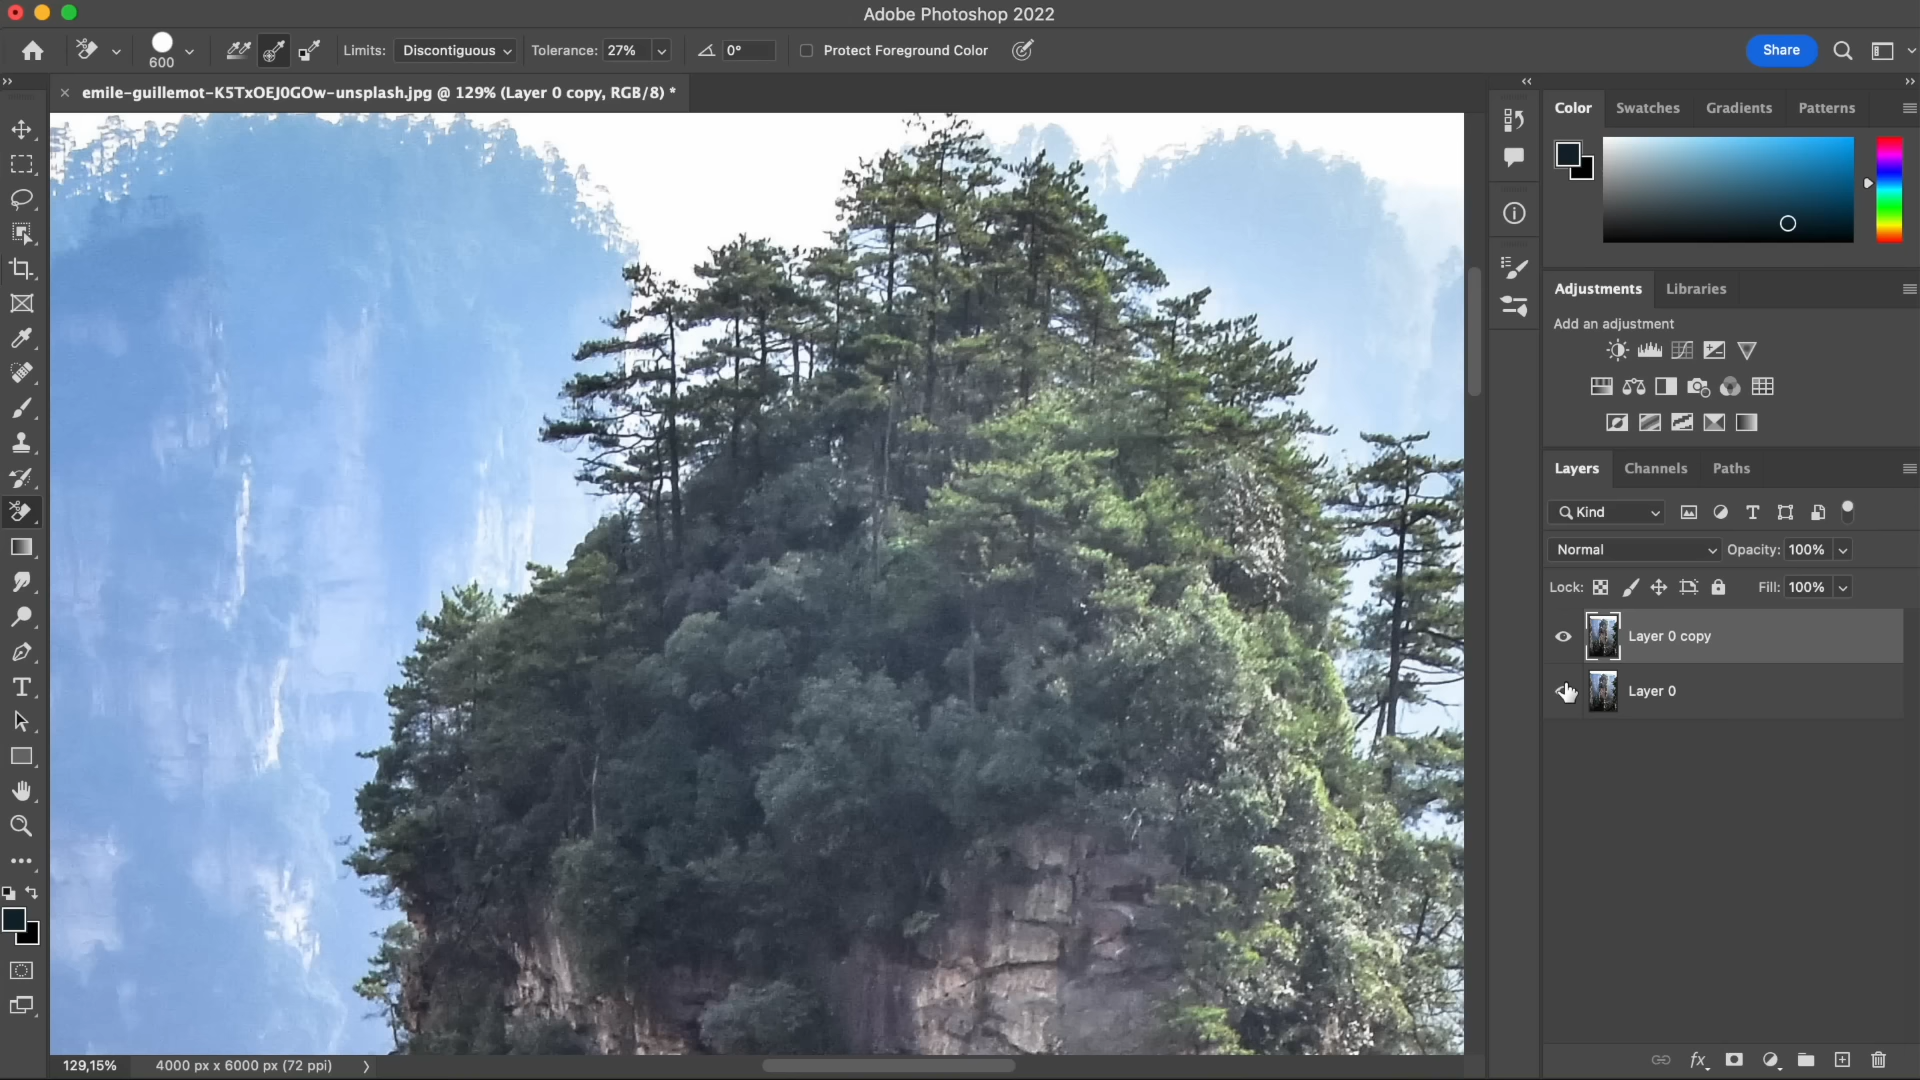 Adobe Photoshop 2022
600
Limits: Discontiguous
Tolerance: 27%
0°
Protect Foreground Color
Share
emile-guillemot-K5TxOEJ0GOw-unsplash.jpg @ 129% (Layer 0 copy, RGB/8) *
Color
Swatches
Gradients
Patterns
Adjustments
Libraries
Add an adjustment
Layers
Channels
Paths
Kind
Normal
Opacity: 100%
Lock:
Fill: 100%
Layer 0 copy
Layer 0
129,15%
4000 px x 6000 px (72 ppi)
fx